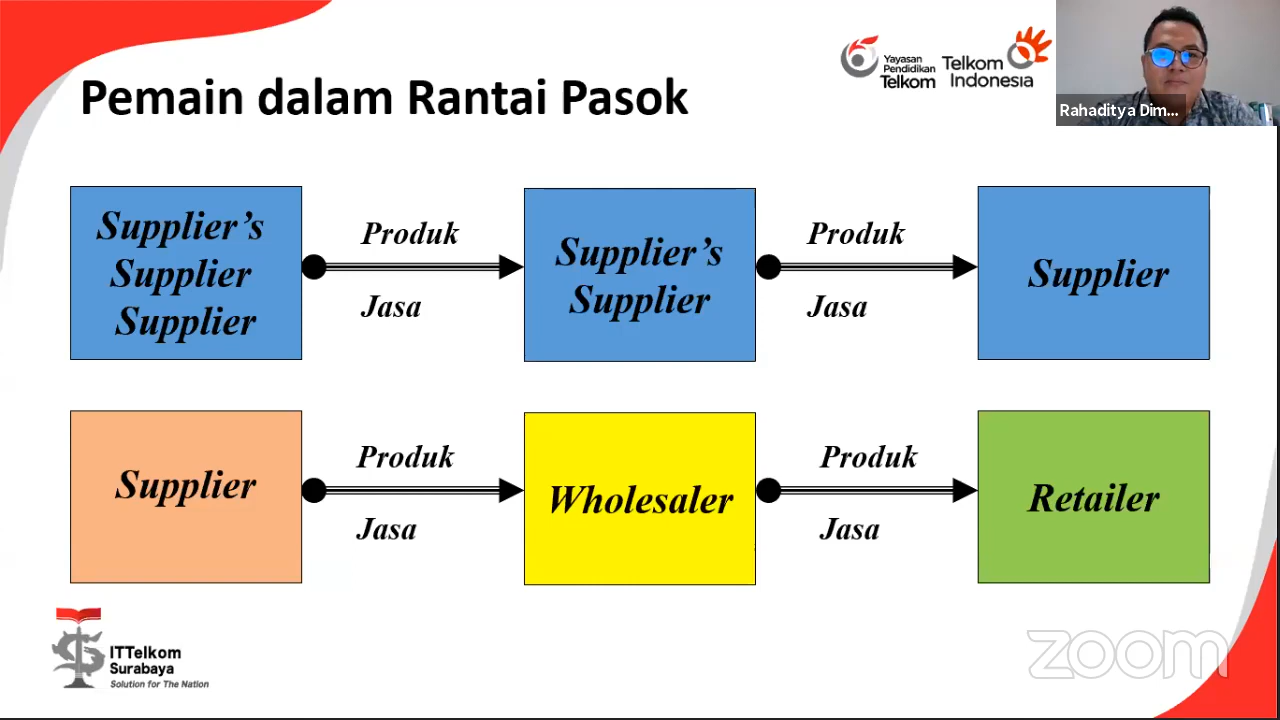 Pemain dalam Rantai Pasok
Yayasan
Pendidikan
Telkom
Telkom
Indonesia
Rahaditya Dim...
Supplier's
Supplier
Supplier
Produk
Jasa
Supplier's
Supplier
Produk
Jasa
Supplier
Supplier
Produk
Jasa
Wholesaler
Produk
Jasa
Retailer
ITTelkom
Surabaya
Solution for The Nation
zoom